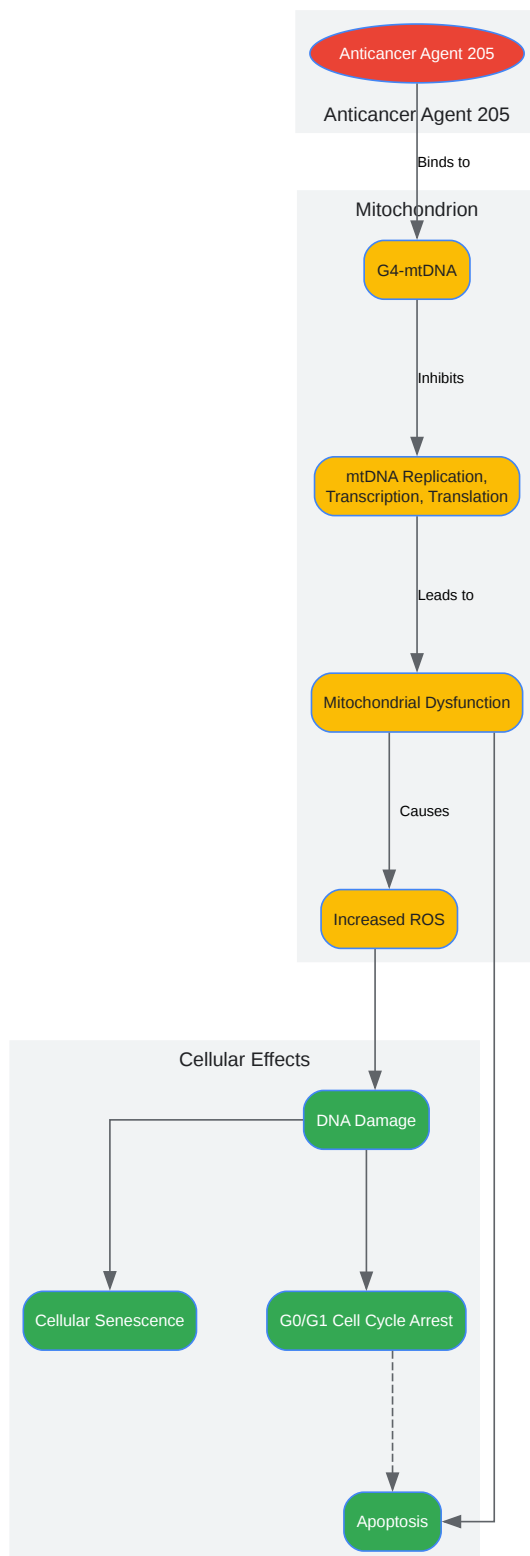 Anticancer Agent 205
Anticancer Agent 205
Binds to
Mitochondrion
G4-mtDNA
Inhibits
mtDNA Replication,
Transcription, Translation
Leads to
Mitochondrial Dysfunction
Causes
Increased ROS
Cellular Effects
DNA Damage
Cellular Senescence
G0/G1 Cell Cycle Arrest
Apoptosis